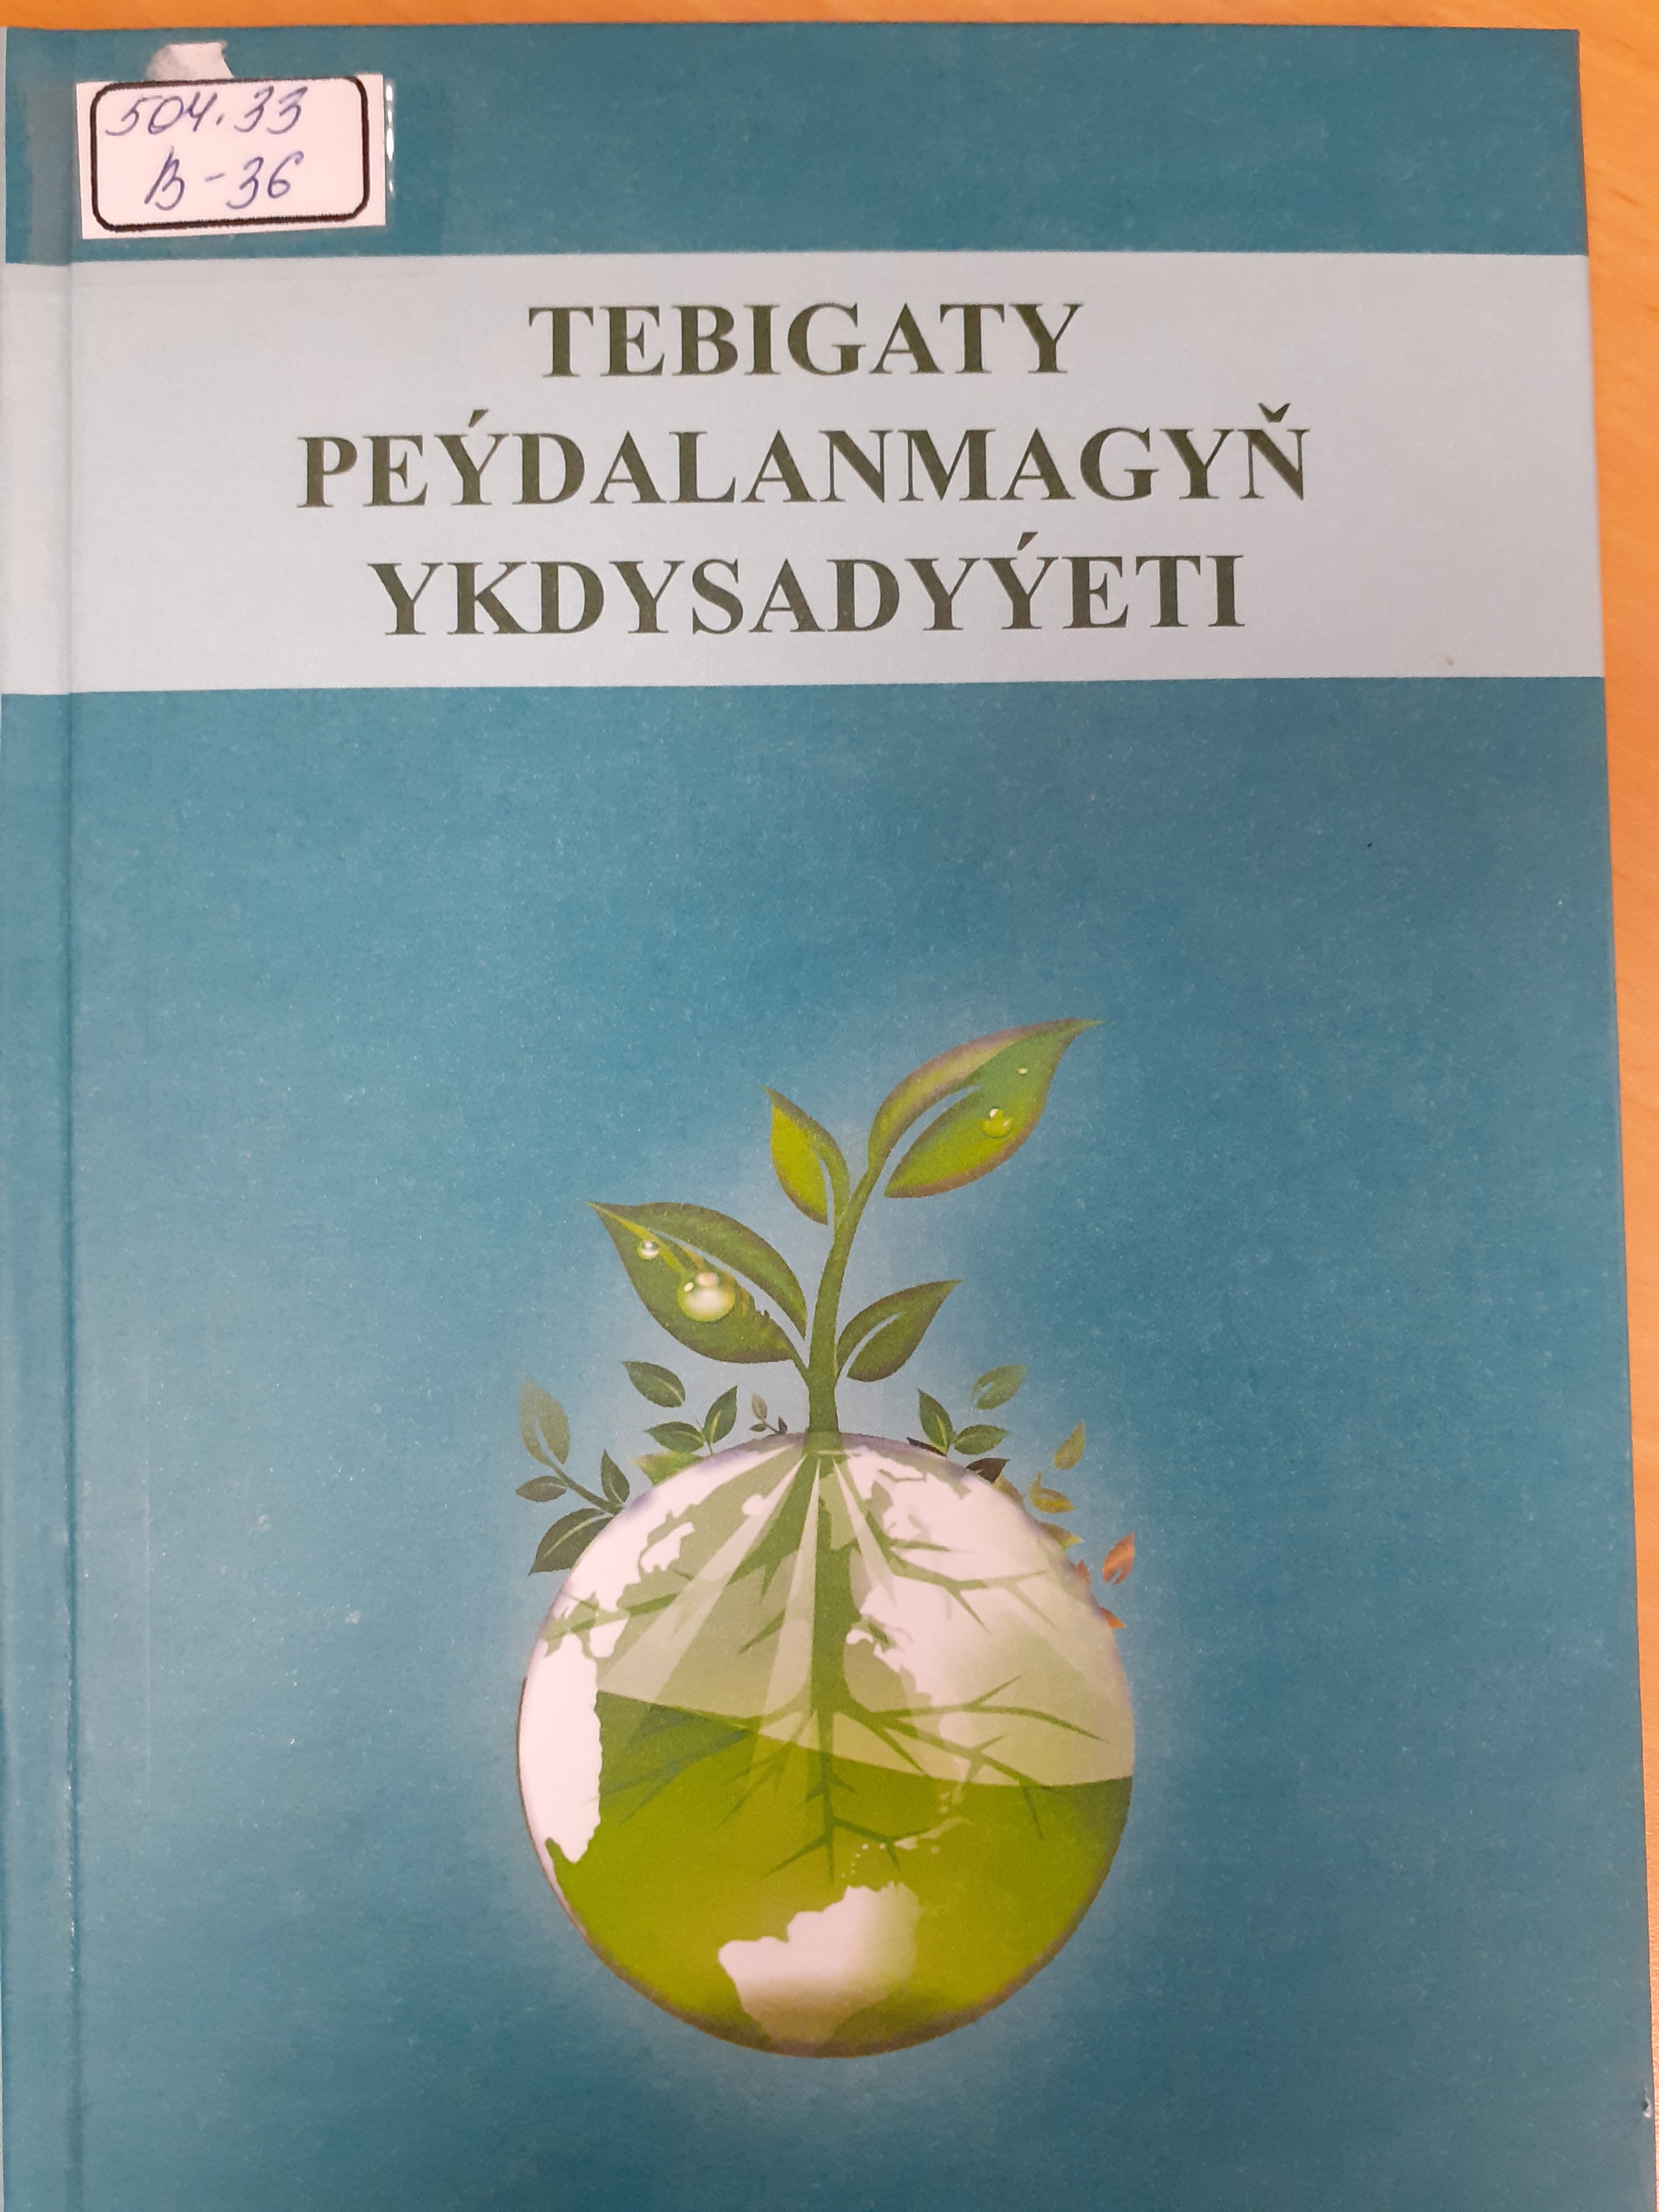 504.33
B-36
TEBIGATY
PEÝDALANMAGYŇ
YKDYSADYÝETI